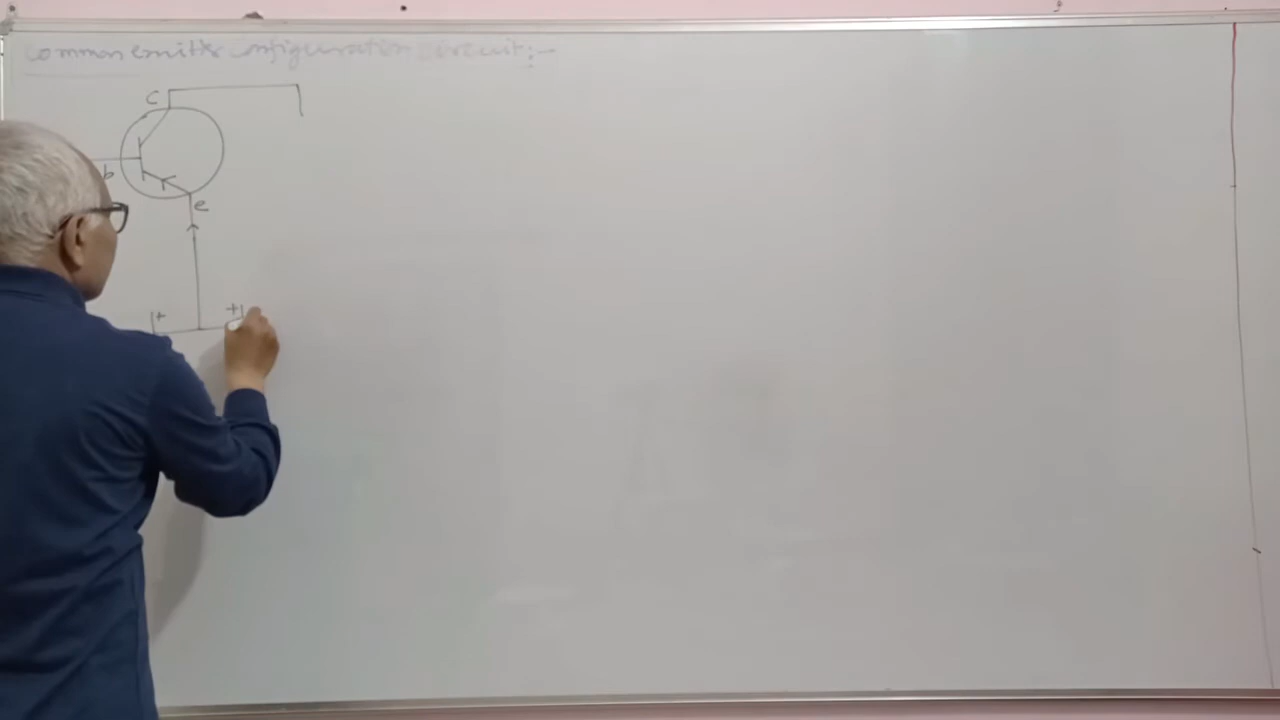 common emitter configuration circuit:-
c
b
e
+
+